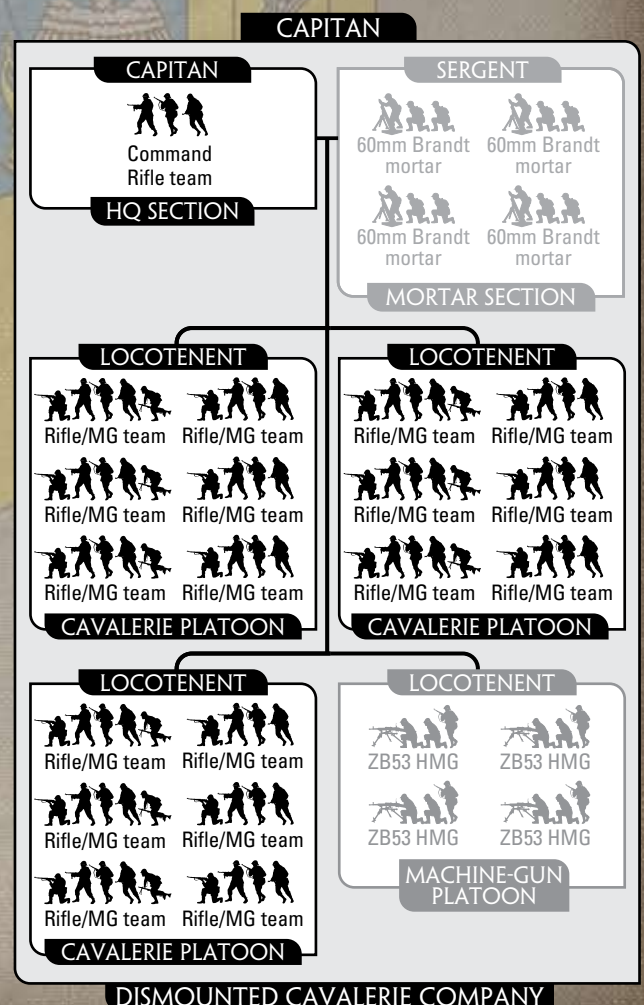 CAPITAN
CAPITAN
Command
Rifle team
HQ SECTION
SERGENT
60mm Brandt
mortar
60mm Brandt
mortar
60mm Brandt
mortar
60mm Brandt
mortar
MORTAR SECTION
LOCOTENENT
Rifle/MG team Rifle/MG team
Rifle/MG team Rifle/MG team
Rifle/MG team Rifle/MG team
CAVALERIE PLATOON
LOCOTENENT
Rifle/MG team Rifle/MG team
Rifle/MG team Rifle/MG team
Rifle/MG team Rifle/MG team
CAVALERIE PLATOON
LOCOTENENT
Rifle/MG team Rifle/MG team
Rifle/MG team Rifle/MG team
Rifle/MG team Rifle/MG team
CAVALERIE PLATOON
LOCOTENENT
ZB53 HMG ZB53 HMG
ZB53 HMG ZB53 HMG
MACHINE-GUN
PLATOON
DISMOUNTED CAVALERIE COMPANY